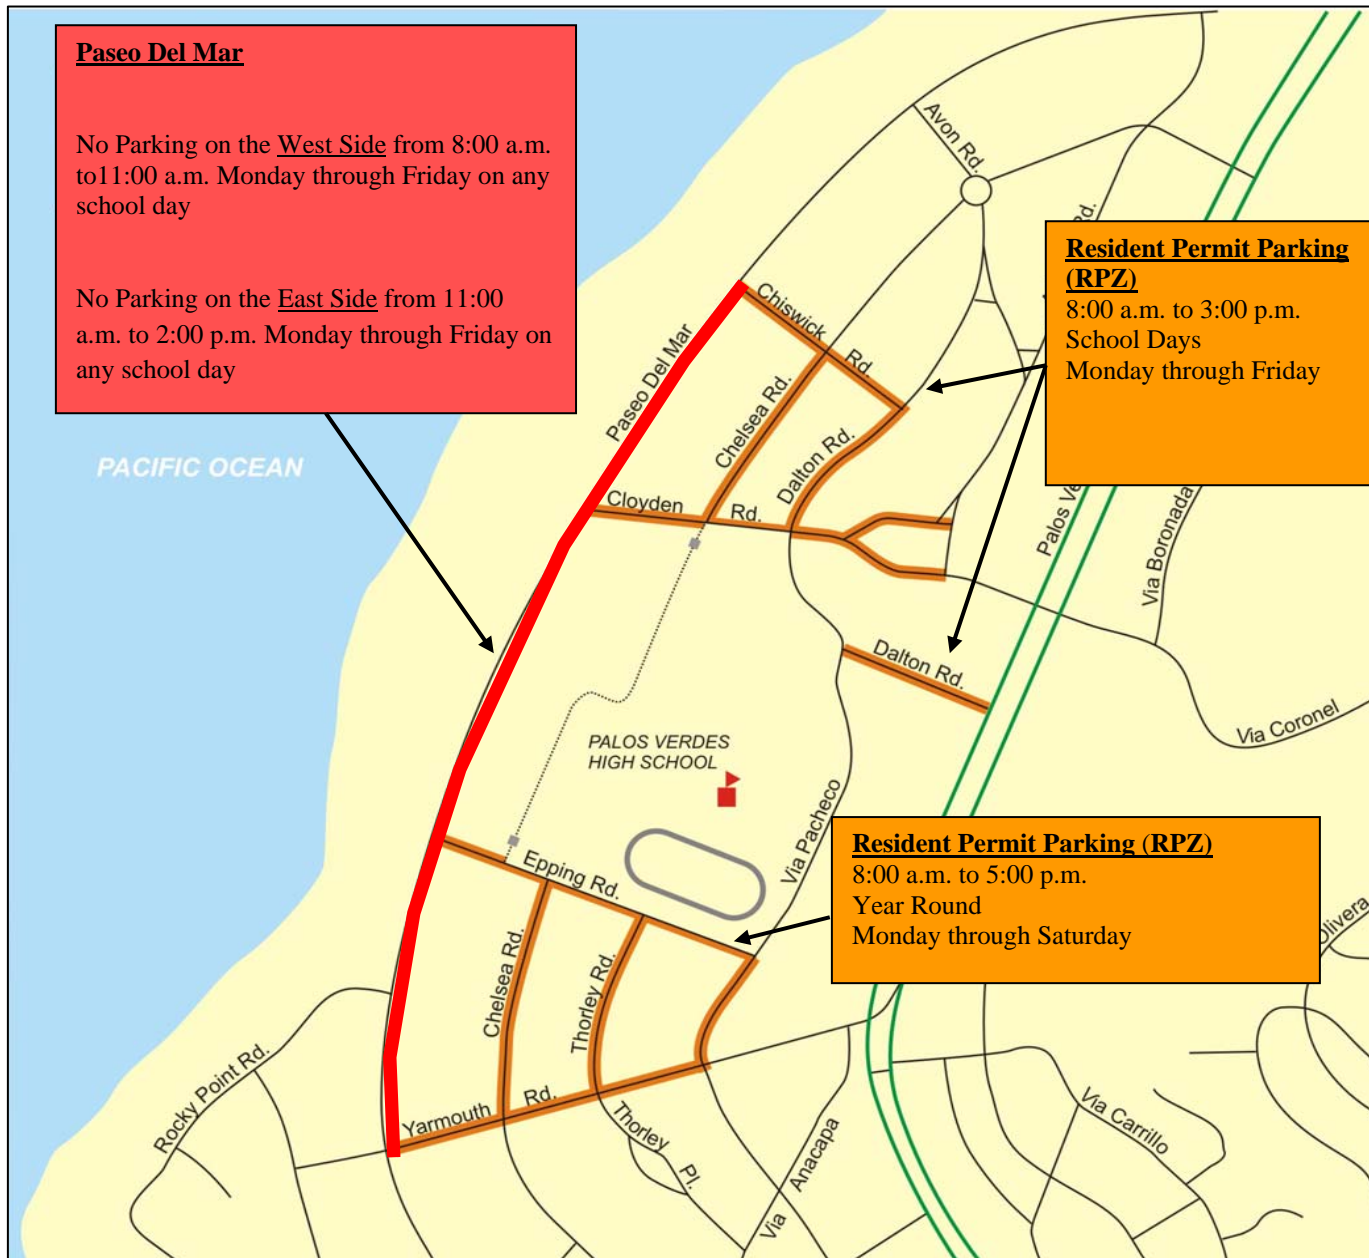 Paseo Del Mar
No Parking on the West Side from 8:00 a.m.
to11:00 a.m. Monday through Friday on any
school day
No Parking on the East Side from 11:00
a.m. to 2:00 p.m. Monday through Friday on
any school day
Avon Rd.
Rd.
Resident Permit Parking
(RPZ)
8:00 a.m. to 3:00 p.m.
School Days
Monday through Friday
Chiswick Rd
Paseo Del Mar
Chelsea Rd.
Dalton Rd.
PACIFIC OCEAN
Cloyden Rd.
Palos Ve
Via Boronada
Dalton Rd.
Via Coronel
PALOS VERDES
HIGH SCHOOL
Via Pacheco
Resident Permit Parking (RPZ)
8:00 a.m. to 5:00 p.m.
Year Round
Monday through Saturday
Epping Rd.
Olivera
Chelsea Rd.
Thorley Rd.
Rocky Point Rd.
Yarmouth Rd.
Thorley Pl.
Via Anacapa
Via Carrillo